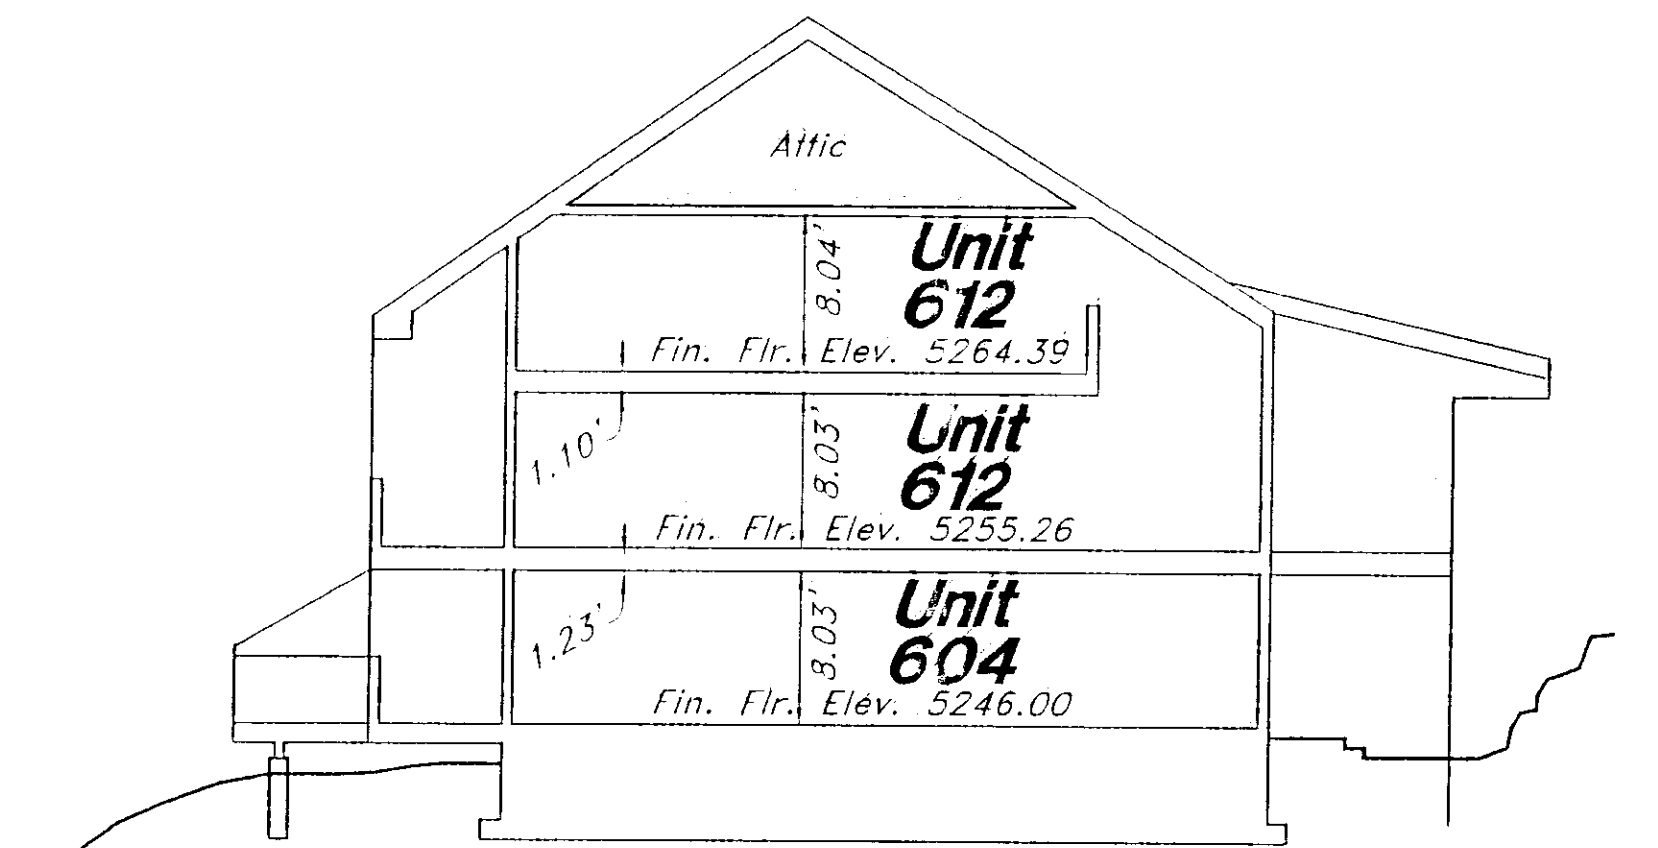 Attic
8.04'
Unit
612
Fin. Flr. Elev. 5264.39
1.10'
8.03'
Unit
612
Fin. Flr. Elev. 5255.26
1.23'
8.03'
Unit
604
Fin. Flr. Elev. 5246.00